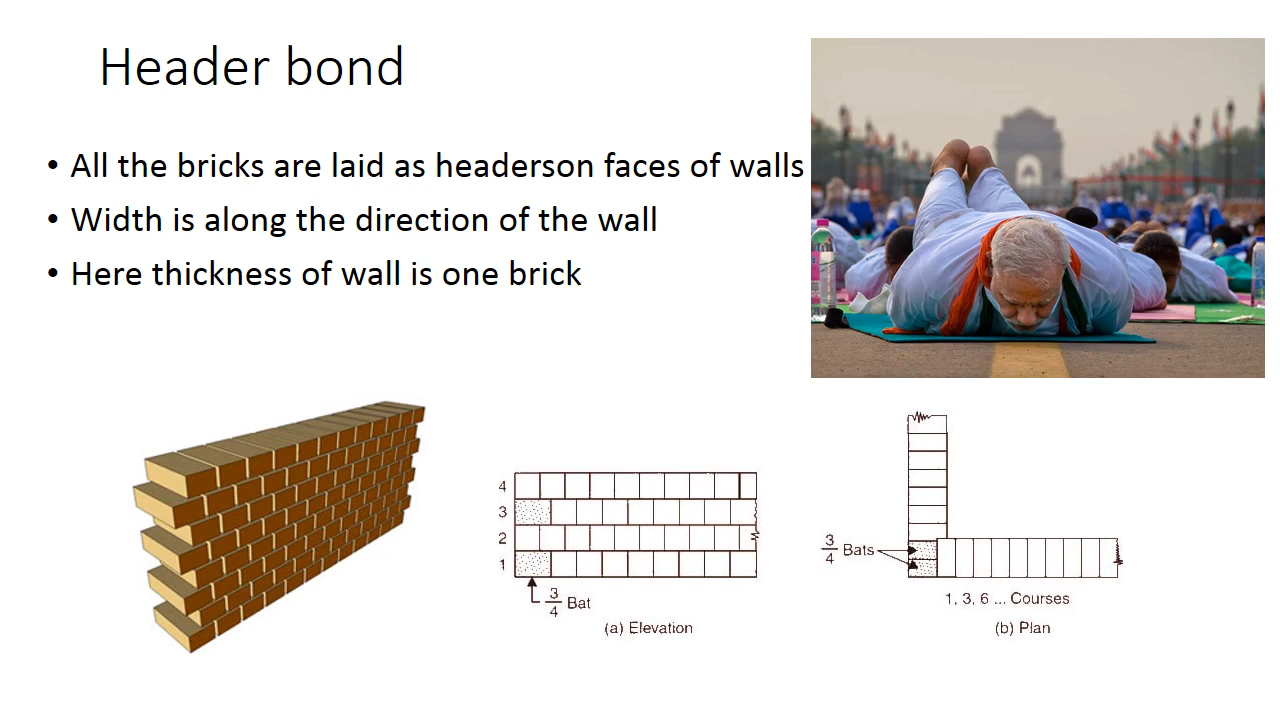 Header bond
• All the bricks are laid as headerson faces of walls
• Width is along the direction of the wall
• Here thickness of wall is one brick
4
3
2
1
3/4 Bat
(a) Elevation
3/4 Bats
1, 3, 6 ... Courses
(b) Plan